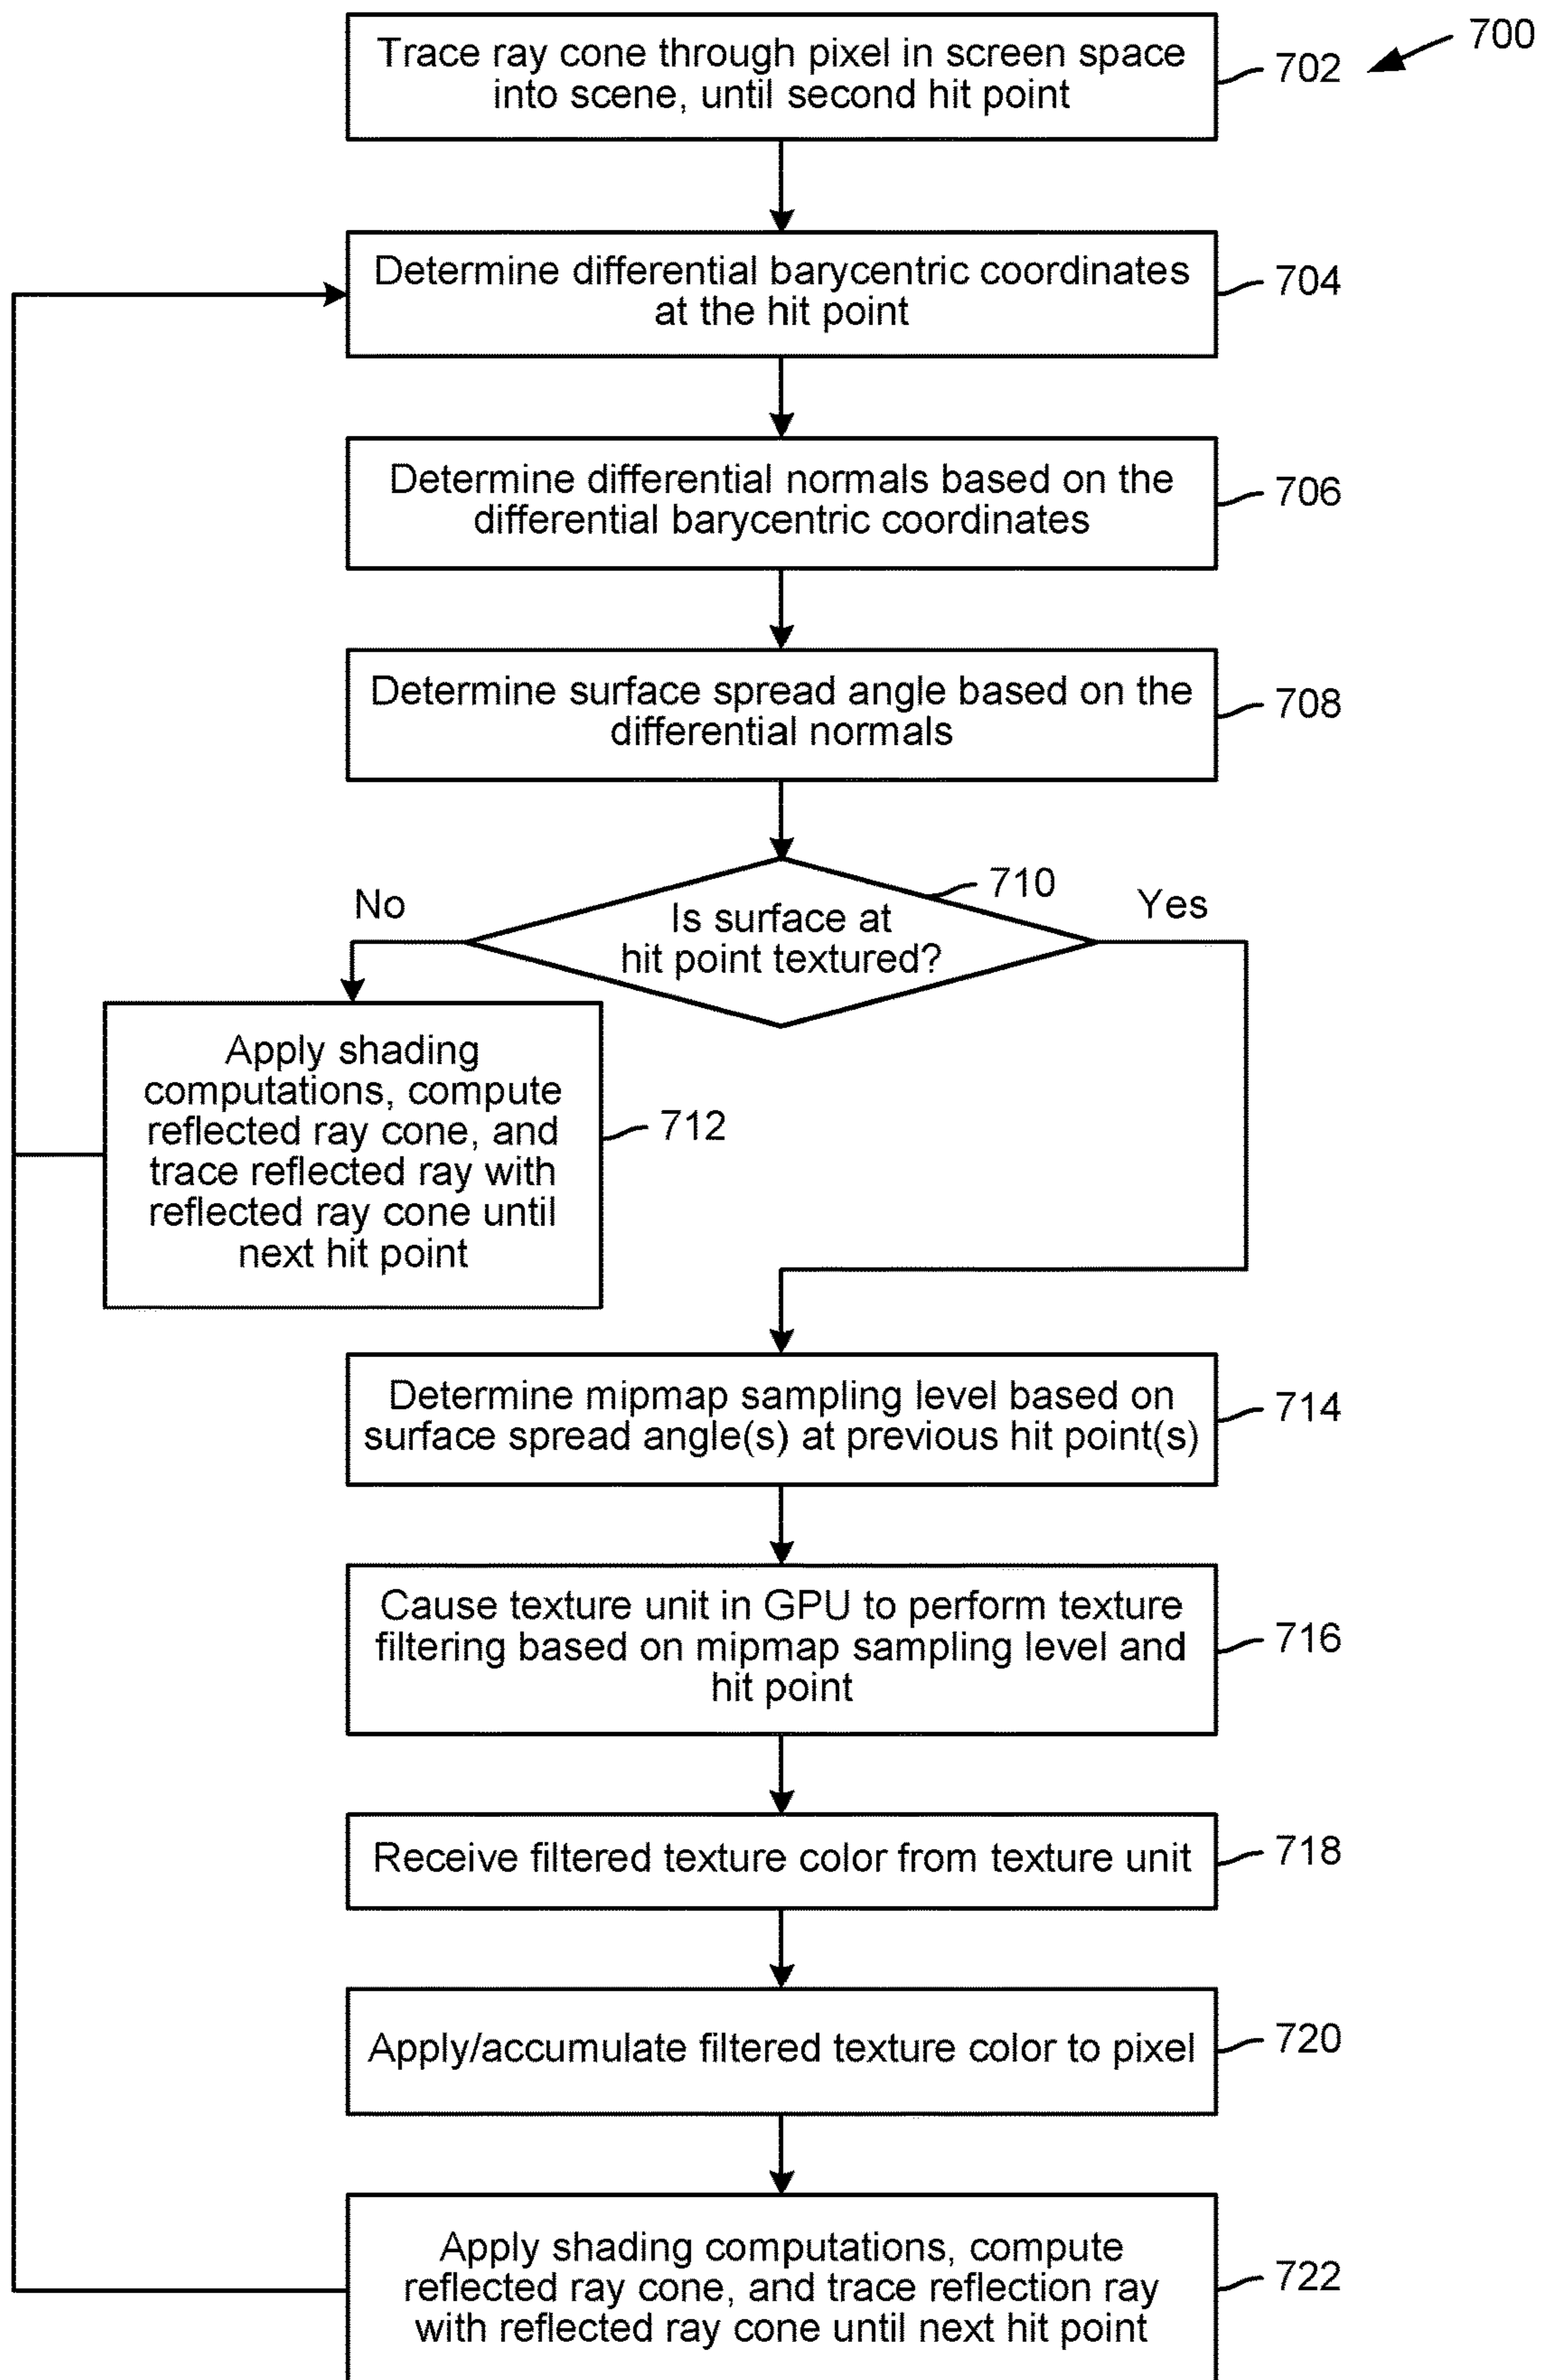 700
Trace ray cone through pixel in screen space
into scene, until second hit point
702
Determine differential barycentric coordinates
at the hit point
704
Determine differential normals based on the
differential barycentric coordinates
706
Determine surface spread angle based on the
differential normals
708
710
No
Yes
Is surface at
hit point textured?
Apply shading
computations, compute
reflected ray cone, and
trace reflected ray with
reflected ray cone until
next hit point
712
Determine mipmap sampling level based on
surface spread angle(s) at previous hit point(s)
714
Cause texture unit in GPU to perform texture
filtering based on mipmap sampling level and
hit point
716
Receive filtered texture color from texture unit
718
Apply/accumulate filtered texture color to pixel
720
Apply shading computations, compute
reflected ray cone, and trace reflection ray
with reflected ray cone until next hit point
722